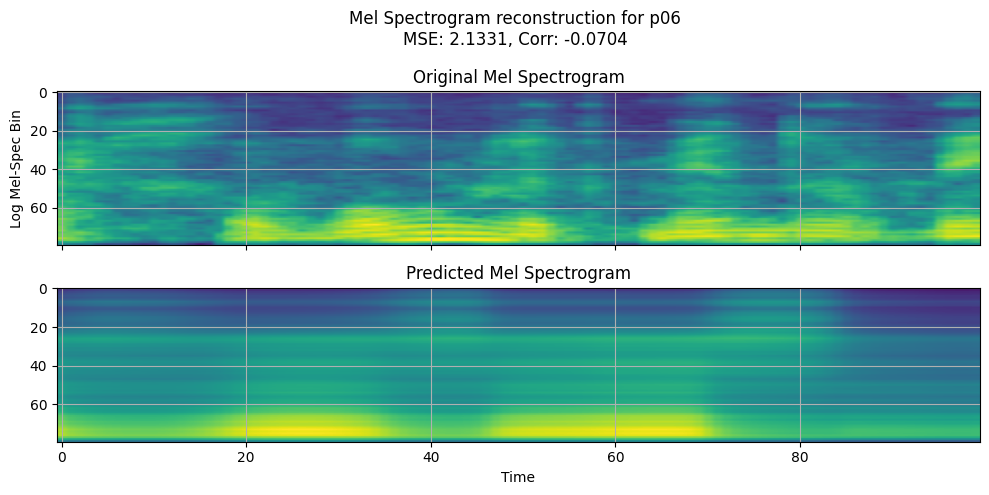 Mel Spectrogram reconstruction for p06
MSE: 2.1331, Corr: -0.0704
Original Mel Spectrogram
Log Mel-Spec Bin
0
20
40
60
Predicted Mel Spectrogram
0
20
40
60
0 20 40 60 80
Time